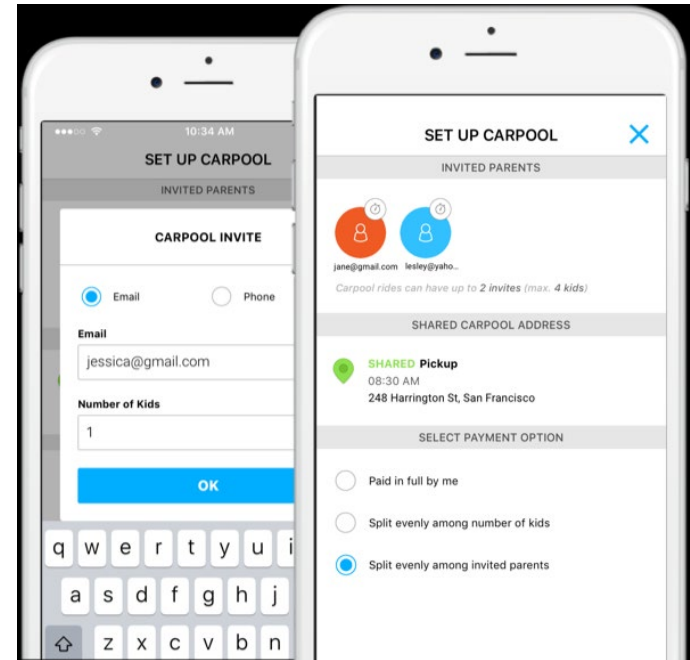 10:34 AM
SET UP CARPOOL
INVITED PARENTS
CARPOOL INVITE
Email
Phone
Email
jessica@gmail.com
Number of Kids
1
OK
q w e r t y u i
a s d f g h j
z x c v b n
SET UP CARPOOL
INVITED PARENTS
jane@gmail.com lesley@yaho...
Carpool rides can have up to 2 invites (max. 4 kids)
SHARED CARPOOL ADDRESS
SHARED Pickup
08:30 AM
248 Harrington St, San Francisco
SELECT PAYMENT OPTION
Paid in full by me
Split evenly among number of kids
Split evenly among invited parents